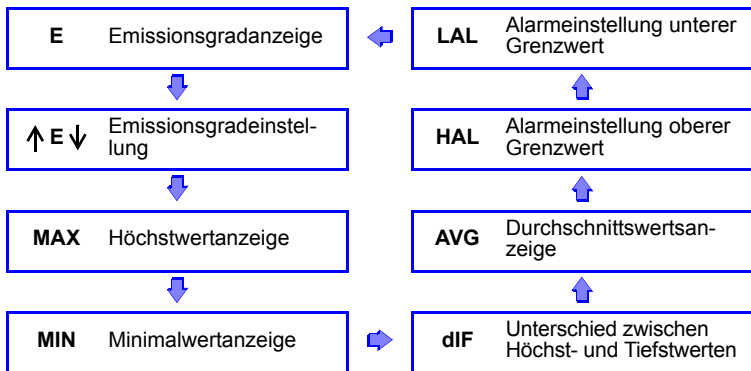 E Emissionsgradanzeige
↑ E ↓ Emissionsgradeinstel-
lung
MAX Höchstwertanzeige
MIN Minimalwertanzeige
dIF Unterschied zwischen
Höchst- und Tiefstwerten
AVG Durchschnittswertsan-
zeige
HAL Alarmeinstellung oberer
Grenzwert
LAL Alarmeinstellung unterer
Grenzwert